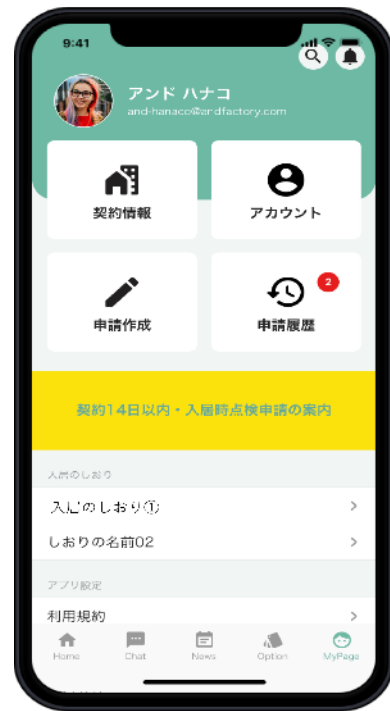 9:41
アンド ハナコ
and-hanaco@andfactory.com
契約情報
アカウント
申請作成
2
申請履歴
契約14日以内・入居時点検申請の案内
入居のしおり
入居のしおり①
しおりの名前02
アプリ設定
利用規約
Home
Chat
News
Option
MyPage